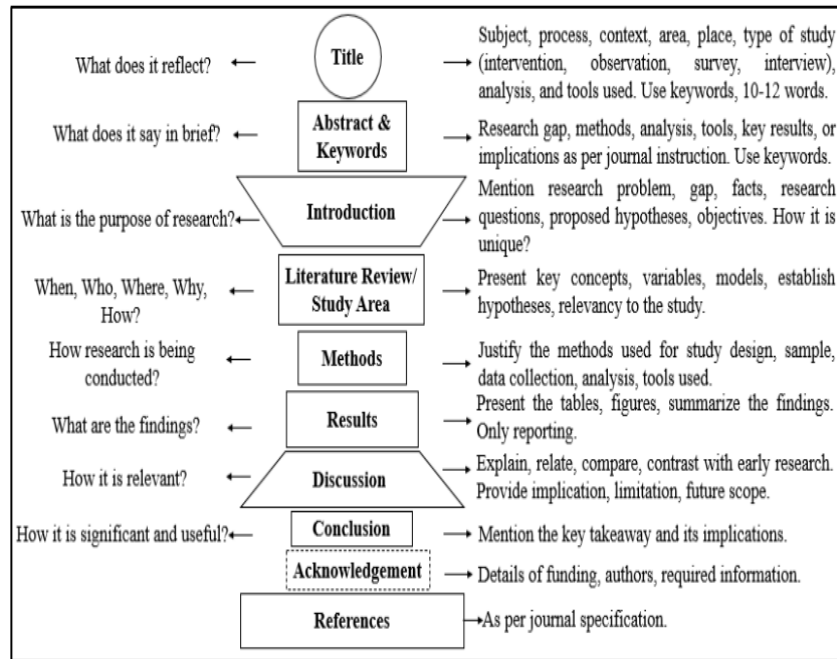 What does it reflect?
Title
Subject, process, context, area, place, type of study
(intervention, observation, survey, interview),
analysis, and tools used. Use keywords, 10-12 words.
What does it say in brief?
Abstract &
Keywords
Research gap, methods, analysis, tools, key results, or
implications as per journal instruction. Use keywords.
What is the purpose of research?
Introduction
Mention research problem, gap, facts, research
questions, proposed hypotheses, objectives. How it is
unique?
When, Who, Where, Why,
How?
Literature Review/
Study Area
Present key concepts, variables, models, establish
hypotheses, relevancy to the study.
How research is being
conducted?
Methods
Justify the methods used for study design, sample,
data collection, analysis, tools used.
What are the findings?
Results
Present the tables, figures, summarize the findings.
Only reporting.
How it is relevant?
Discussion
Explain, relate, compare, contrast with early research.
Provide implication, limitation, future scope.
How it is significant and useful?
Conclusion
Mention the key takeaway and its implications.
Acknowledgement
Details of funding, authors, required information.
References
As per journal specification.